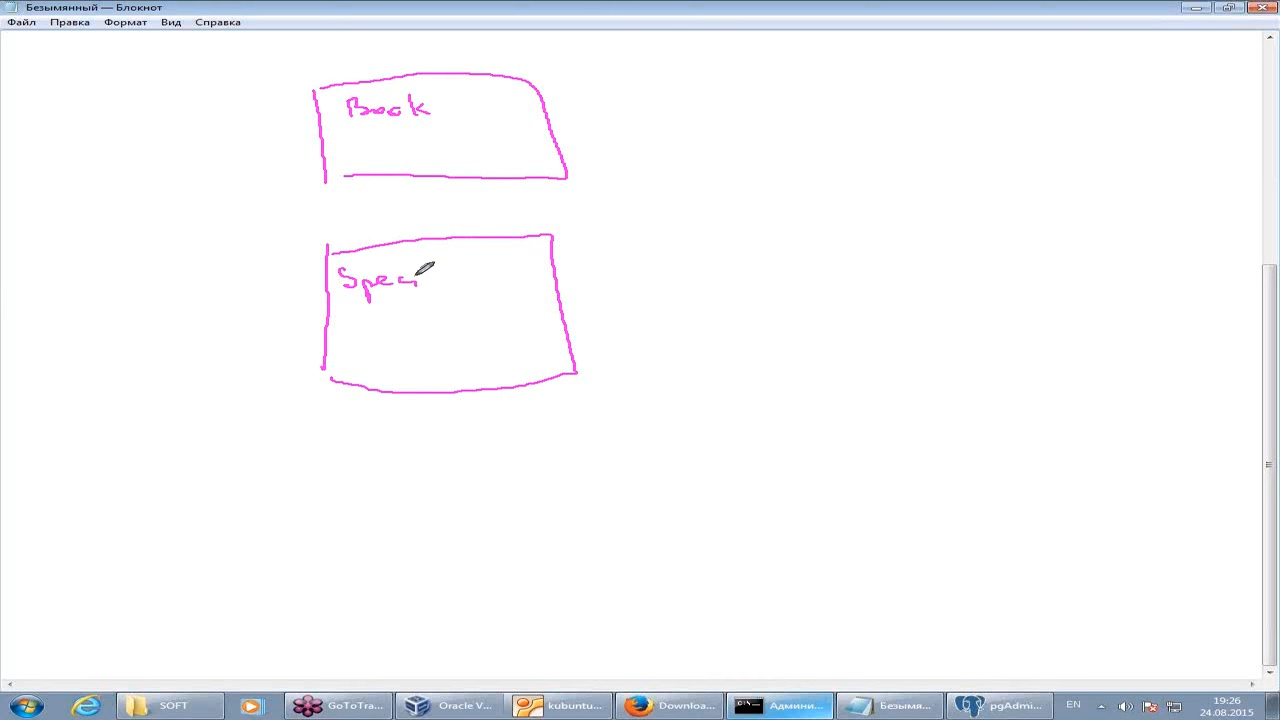 Безымянный — Блокнот
Файл Правка Формат Вид Справка
Book
Speci
SOFT
GoToTra...
Oracle V...
kubuntu...
Downloa...
Админи...
Безымя...
pgAdmi...
EN
19:26
24.08.2015